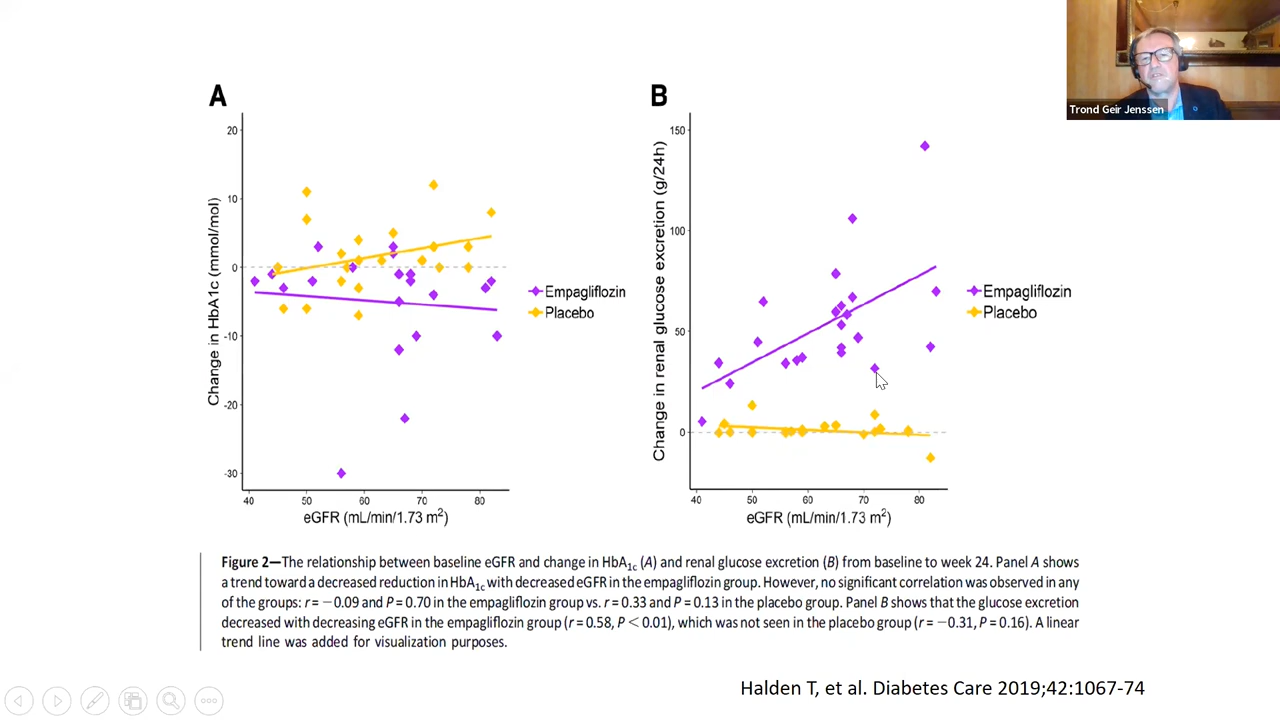 Trond Geir Jenssen
A
B
Change in HbA1c (mmol/mol)
20
10
0
-10
-20
-30
40 50 60 70 80
eGFR (mL/min/1.73 m2)
Empagliflozin
Placebo
Change in renal glucose excretion (g/24h)
150
100
50
0
40 50 60 70 80
eGFR (mL/min/1.73 m2)
Empagliflozin
Placebo
Figure 2—The relationship between baseline eGFR and change in HbA1c (A) and renal glucose excretion (B) from baseline to week 24. Panel A shows
a trend toward a decreased reduction in HbA1c with decreased eGFR in the empagliflozin group. However, no significant correlation was observed in any
of the groups: r = −0.09 and P = 0.70 in the empagliflozin group vs. r = 0.33 and P = 0.13 in the placebo group. Panel B shows that the glucose excretion
decreased with decreasing eGFR in the empagliflozin group (r = 0.58, P < 0.01), which was not seen in the placebo group (r = −0.31, P = 0.16). A linear
trend line was added for visualization purposes.
Halden T, et al. Diabetes Care 2019;42:1067-74